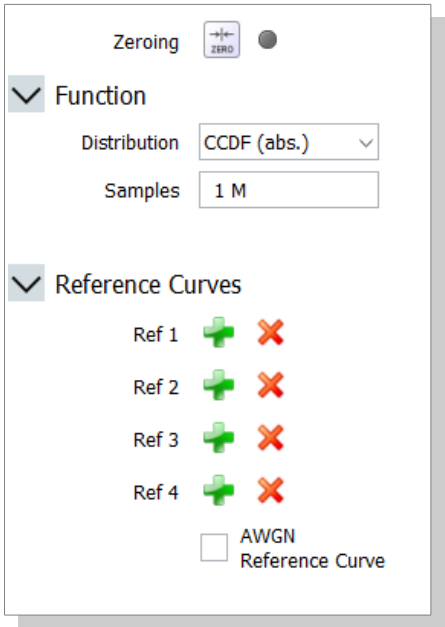 Zeroing ZERO
Function
Distribution CCDF (abs.)
Samples 1 M
Reference Curves
Ref 1
Ref 2
Ref 3
Ref 4
AWGN
Reference Curve